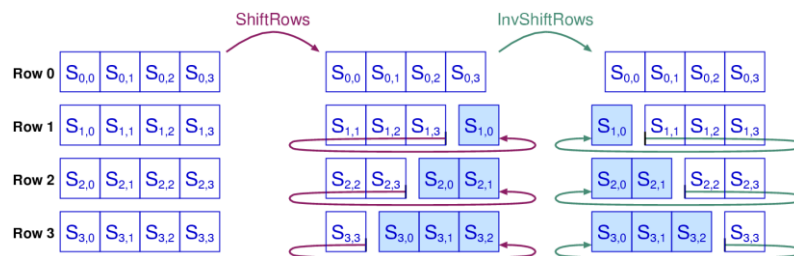 ShiftRows InvShiftRows
Row 0 S0,0 S0,1 S0,2 S0,3 S0,0 S0,1 S0,2 S0,3 S0,0 S0,1 S0,2 S0,3
Row 1 S1,0 S1,1 S1,2 S1,3 S1,1 S1,2 S1,3 S1,0 S1,0 S1,1 S1,2 S1,3
Row 2 S2,0 S2,1 S2,2 S2,3 S2,2 S2,3 S2,0 S2,1 S2,0 S2,1 S2,2 S2,3
Row 3 S3,0 S3,1 S3,2 S3,3 S3,3 S3,0 S3,1 S3,2 S3,0 S3,1 S3,2 S3,3